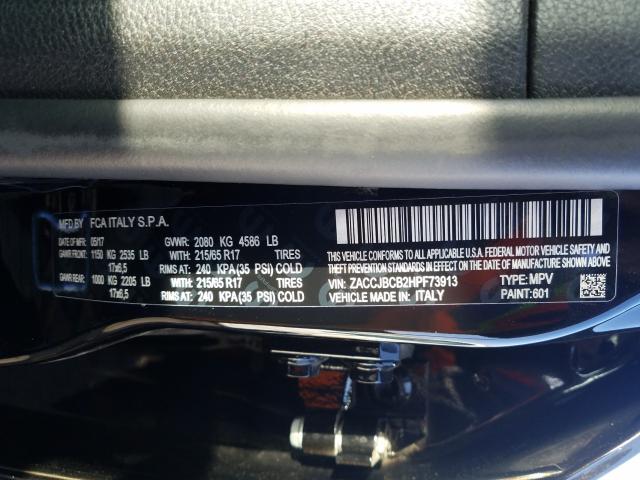 MFD. BY FCA ITALY S.P.A.
DATE OF MFR: 05/17 GVWR: 2080 KG 4586 LB
GAWR FRONT: 1150 KG 2535 LB WITH: 215/65 R17 TIRES
17x6,5 RIMS AT: 240 KPA (35 PSI) COLD
GAWR REAR: 1000 KG 2205 LB WITH: 215/65 R17 TIRES
17x6,5 RIMS AT: 240 KPA (35 PSI) COLD
THIS VEHICLE CONFORMS TO ALL APPLICABLE U.S.A. FEDERAL MOTOR
VEHICLE SAFETY, BUMPER, AND THEFT PREVENTION STANDARDS
IN EFFECT ON THE DATE OF MANUFACTURE SHOWN ABOVE.
VIN: ZACCJBCB2HPF73913 TYPE: MPV
VEHICLE MADE IN: ITALY PAINT: 601